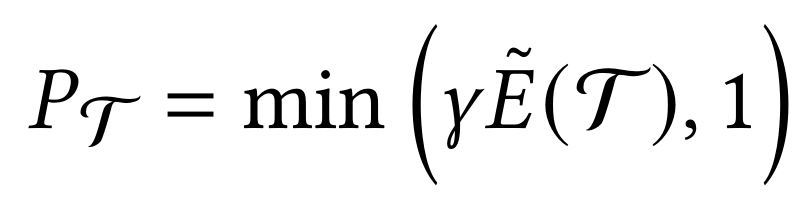 P_𝒯 = min (γẼ(𝒯), 1)